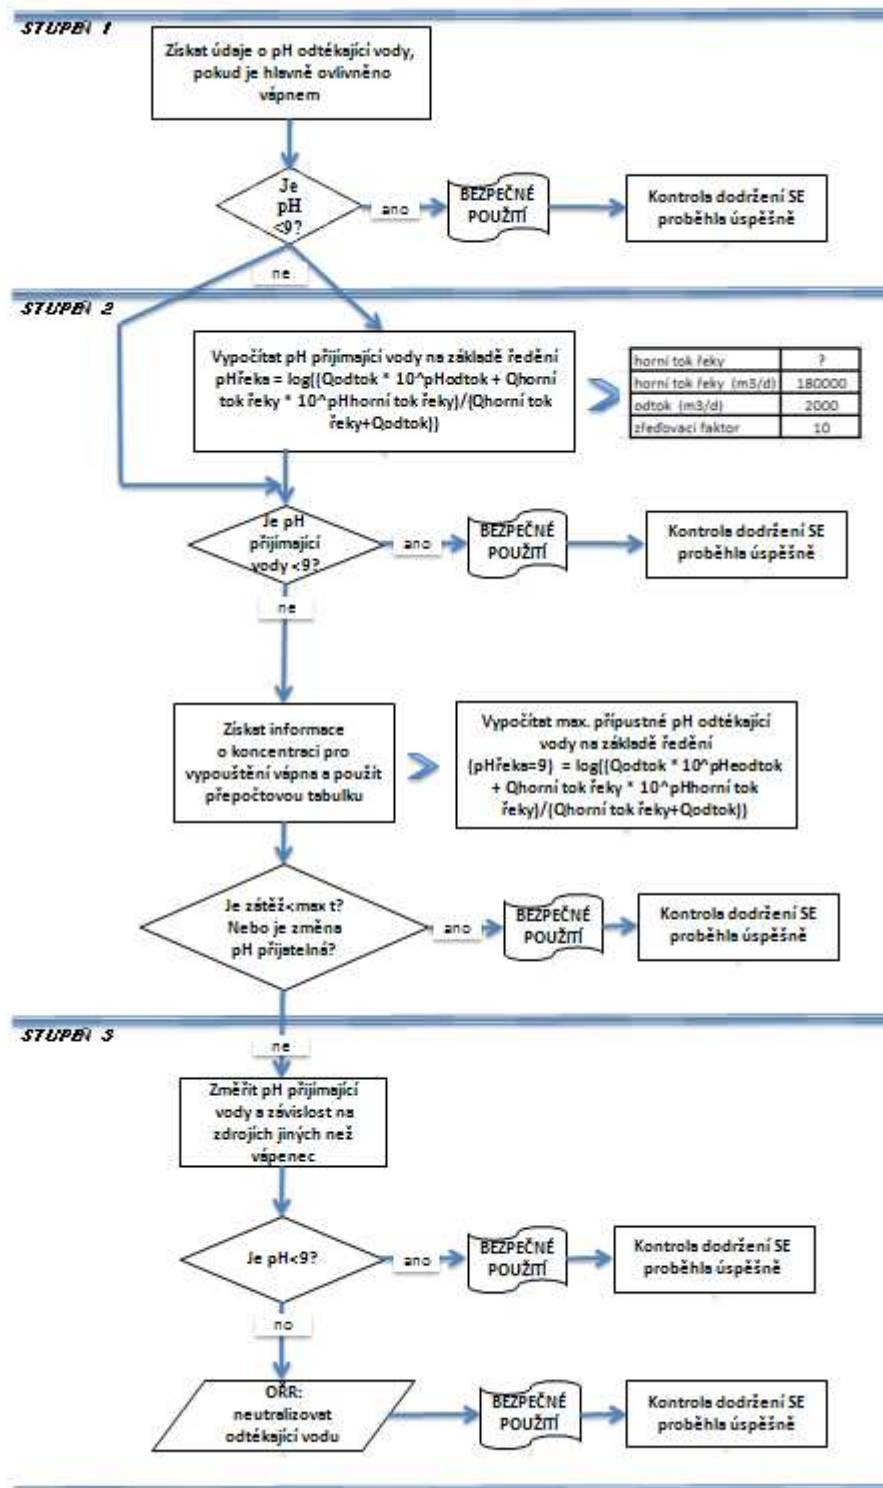 STUPEŇ 1
Získat údaje o pH odtékající vody,
pokud je hlavně ovlivněno
vápnem
Je
pH
<9?
ano
BEZPEČNÉ
POUŽITÍ
Kontrola dodržení SE
proběhla úspěšně
ne
STUPEŇ 2
Vypočítat pH přijímající vody na základě ředění
pHřeka = log((Qodtok * 10^pHodtok + Qhorní
tok řeky * 10^pHhorní tok řeky)/(Qhorní tok
řeky+Qodtok))
horní tok řeky ?
horní tok řeky (m3/d) 180000
odtok (m3/d) 2000
zřeďovací faktor 10
Je pH
přijímající
vody <9?
ano
BEZPEČNÉ
POUŽITÍ
Kontrola dodržení SE
proběhla úspěšně
ne
Získat informace
o koncentraci pro
vypouštění vápna a použít
přepočtovou tabulku
Vypočítat max. přípustné pH odtékající
vody na základě ředění
(pHřeka=9) = log((Qodtok * 10^pHeodtok
+ Qhorní tok řeky * 10^pHhorní tok
řeky)/(Qhorní tok řeky+Qodtok))
Je zátěž<max t?
Nebo je změna
pH přijatelná?
ano
BEZPEČNÉ
POUŽITÍ
Kontrola dodržení SE
proběhla úspěšně
STUPEŇ 3
ne
Změřit pH přijímající
vody a závislost na
zdrojích jiných než
vápenec
Je pH<9?
ano
BEZPEČNÉ
POUŽITÍ
Kontrola dodržení SE
proběhla úspěšně
no
OŘR:
neutralizovat
odtékající vodu
BEZPEČNÉ
POUŽITÍ
Kontrola dodržení SE
proběhla úspěšně